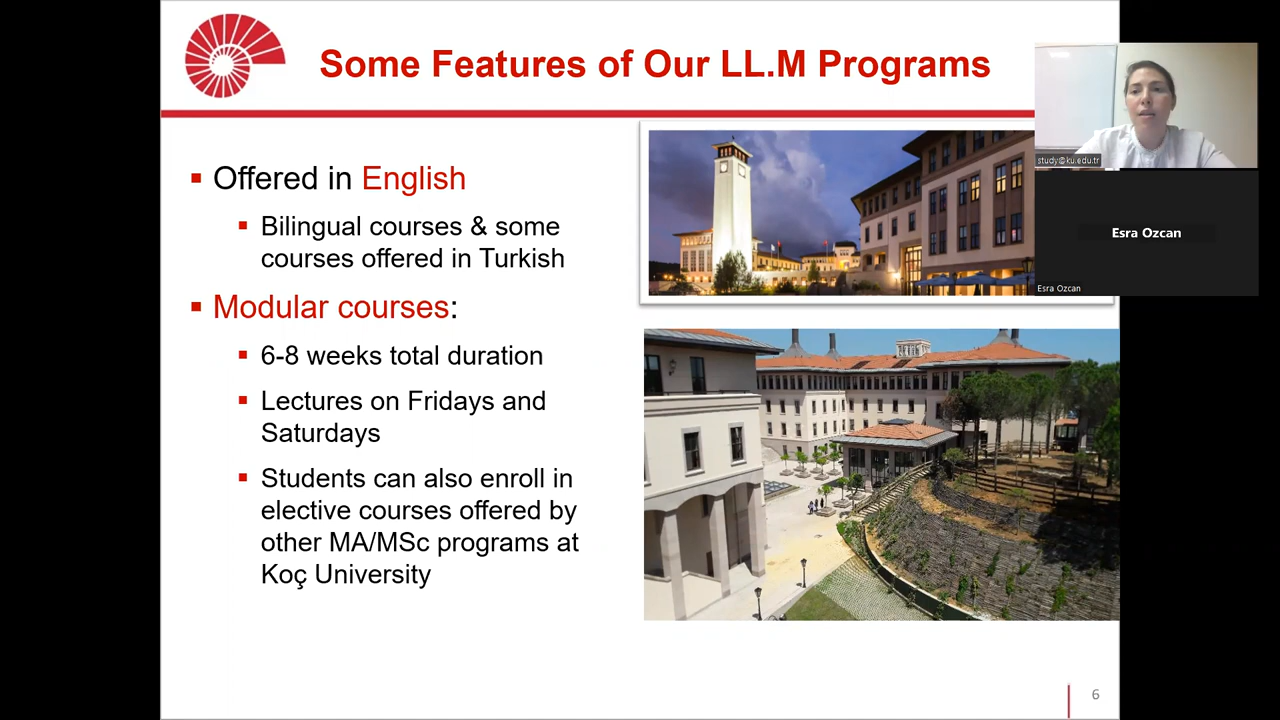 Some Features of Our LL.M Programs
Offered in English
Bilingual courses & some
courses offered in Turkish
Modular courses:
6-8 weeks total duration
Lectures on Fridays and
Saturdays
Students can also enroll in
elective courses offered by
other MA/MSc programs at
Koç University
study@ku.edu.tr
Esra Ozcan
Esra Ozcan
6